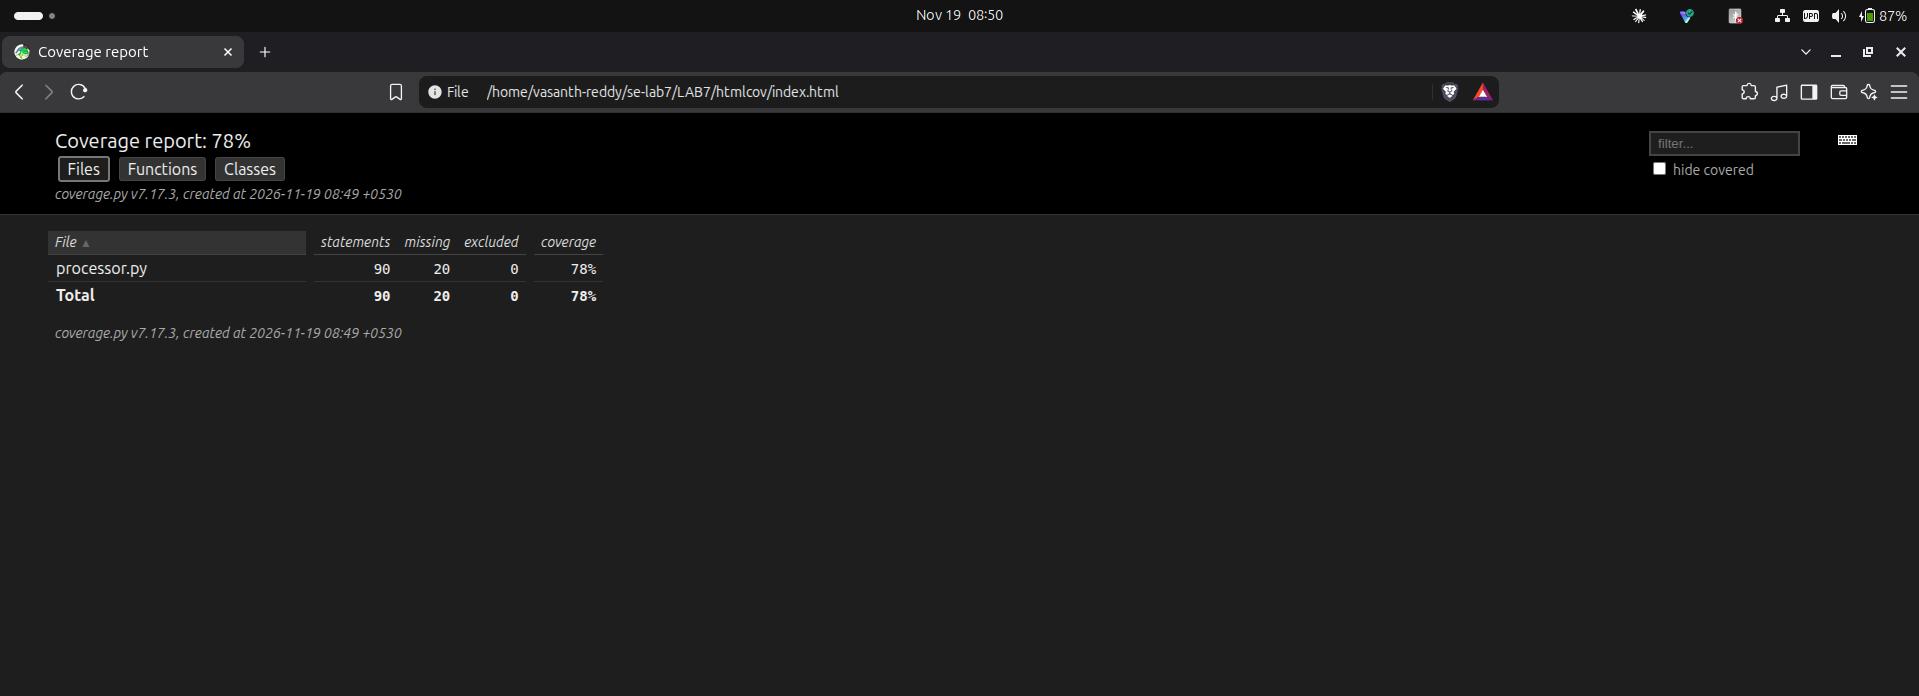 Nov 19 08:50
VPN
87%
Coverage report
File /home/vasanth-reddy/se-lab7/LAB7/htmlcov/index.html
Coverage report: 78%
filter...
Files Functions Classes
hide covered
coverage.py v7.17.3, created at 2026-11-19 08:49 +0530
File ▲ statements missing excluded coverage
processor.py 90 20 0 78%
Total 90 20 0 78%
coverage.py v7.17.3, created at 2026-11-19 08:49 +0530